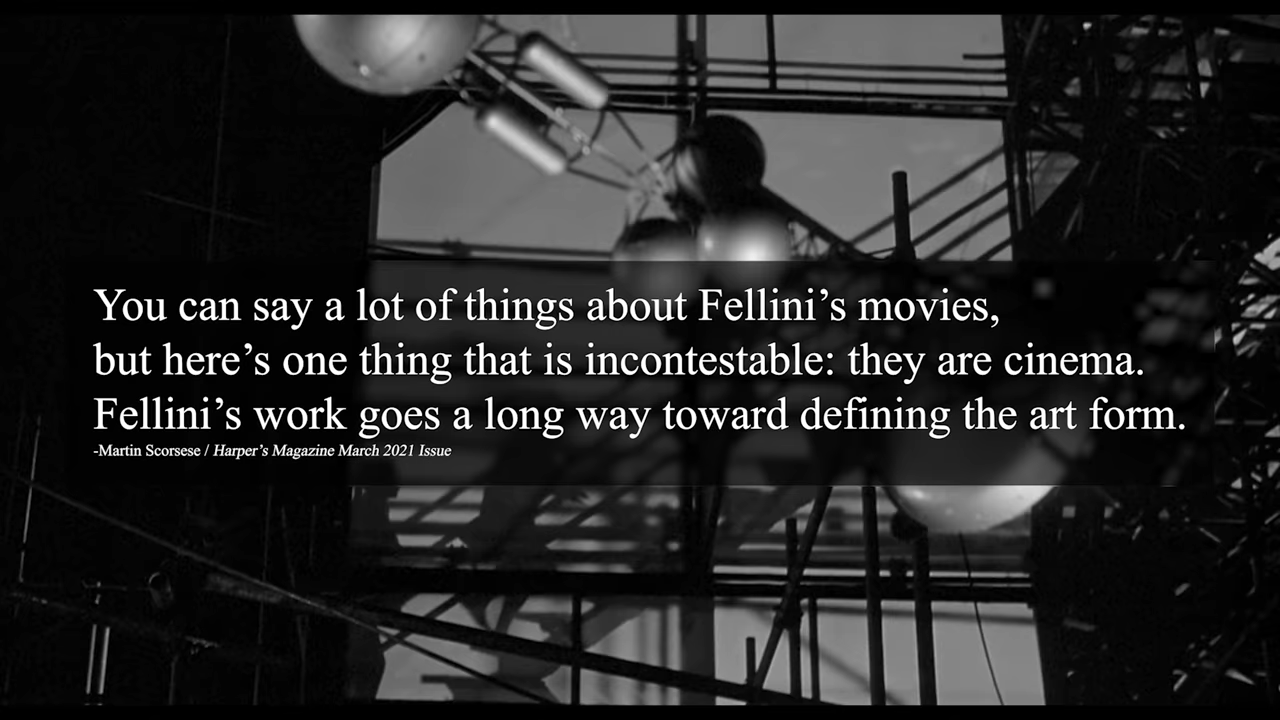 You can say a lot of things about Fellini’s movies,
but here’s one thing that is incontestable: they are cinema.
Fellini’s work goes a long way toward defining the art form.
-Martin Scorsese / Harper’s Magazine March 2021 Issue